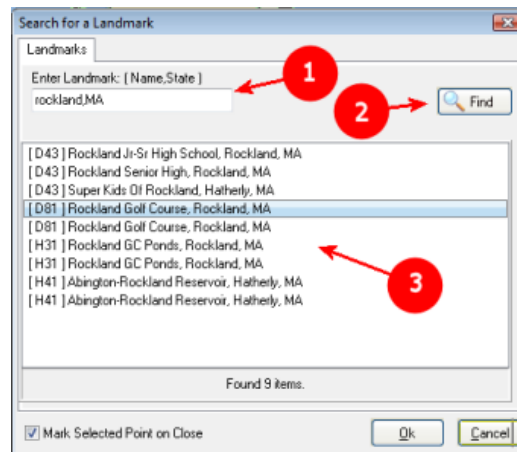 Search for a Landmark
Landmarks
Enter Landmark: ( Name,State )
1
rockland,MA
2
Find
[ D43 ] Rockland Jr-Sr High School, Rockland, MA
[ D43 ] Rockland Senior High, Rockland, MA
[ D43 ] Super Kids Of Rockland, Hatherly, MA
[ D81 ] Rockland Golf Course, Rockland, MA
[ D81 ] Rockland Golf Course, Rockland, MA
[ H31 ] Rockland GC Ponds, Rockland, MA
[ H31 ] Rockland GC Ponds, Rockland, MA
3
[ H41 ] Abington-Rockland Reservoir, Hatherly, MA
[ H41 ] Abington-Rockland Reservoir, Hatherly, MA
Found 9 items.
Mark Selected Point on Close
Ok
Cancel